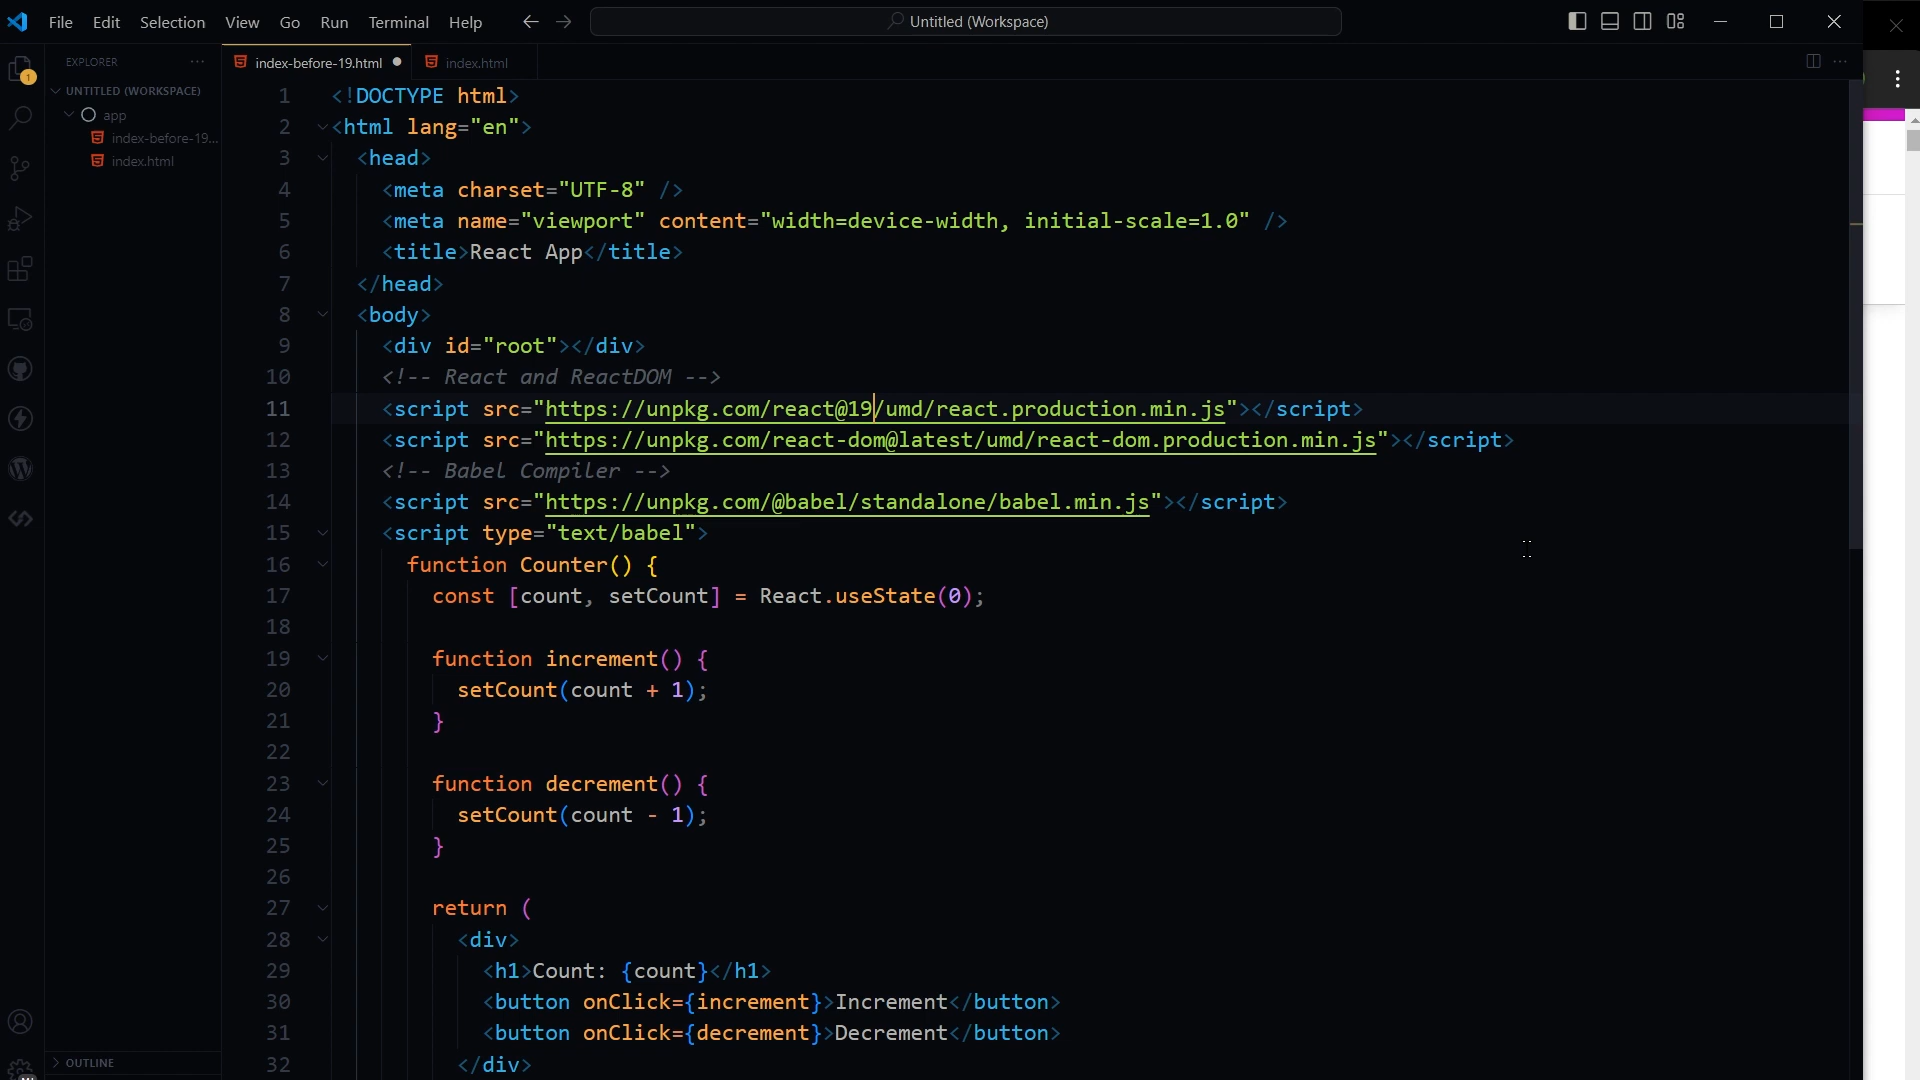 File Edit Selection View Go Run Terminal Help
Untitled (Workspace)
EXPLORER
1
UNTITLED (WORKSPACE)
app
index-before-19...
index.html
OUTLINE
index-before-19.html
index.html
1 <!DOCTYPE html>
2 <html lang="en">
3 <head>
4 <meta charset="UTF-8" />
5 <meta name="viewport" content="width=device-width, initial-scale=1.0" />
6 <title>React App</title>
7 </head>
8 <body>
9 <div id="root"></div>
10 <!-- React and ReactDOM -->
11 <script src="https://unpkg.com/react@19/umd/react.production.min.js"></script>
12 <script src="https://unpkg.com/react-dom@latest/umd/react-dom.production.min.js"></script>
13 <!-- Babel Compiler -->
14 <script src="https://unpkg.com/@babel/standalone/babel.min.js"></script>
15 <script type="text/babel">
16 function Counter() {
17 const [count, setCount] = React.useState(0);
18
19 function increment() {
20 setCount(count + 1);
21 }
22
23 function decrement() {
24 setCount(count - 1);
25 }
26
27 return (
28 <div>
29 <h1>Count: {count}</h1>
30 <button onClick={increment}>Increment</button>
31 <button onClick={decrement}>Decrement</button>
32 </div>